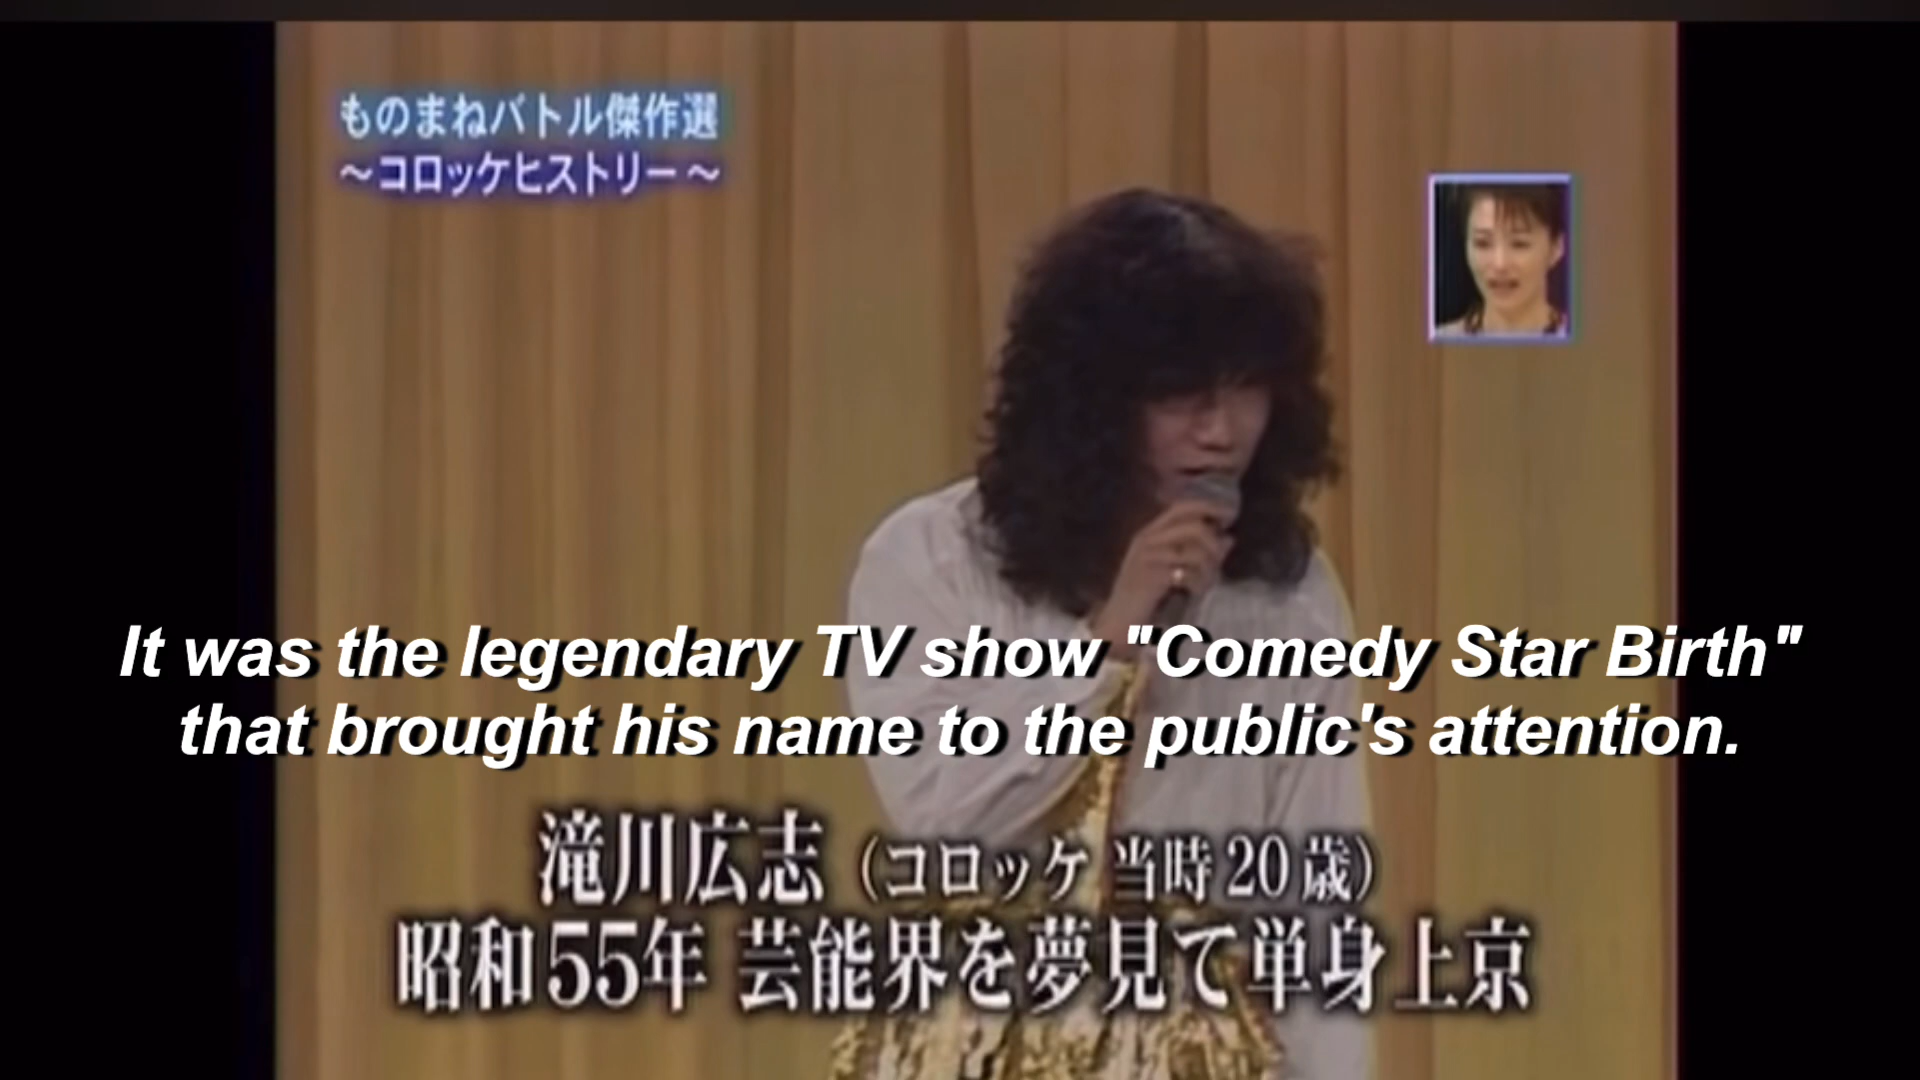 ものまねバトル傑作選
～コロッケヒストリー～
It was the legendary TV show "Comedy Star Birth"
that brought his name to the public's attention.
滝川広志（コロッケ 当時20歳）
昭和55年 芸能界を夢見て単身上京